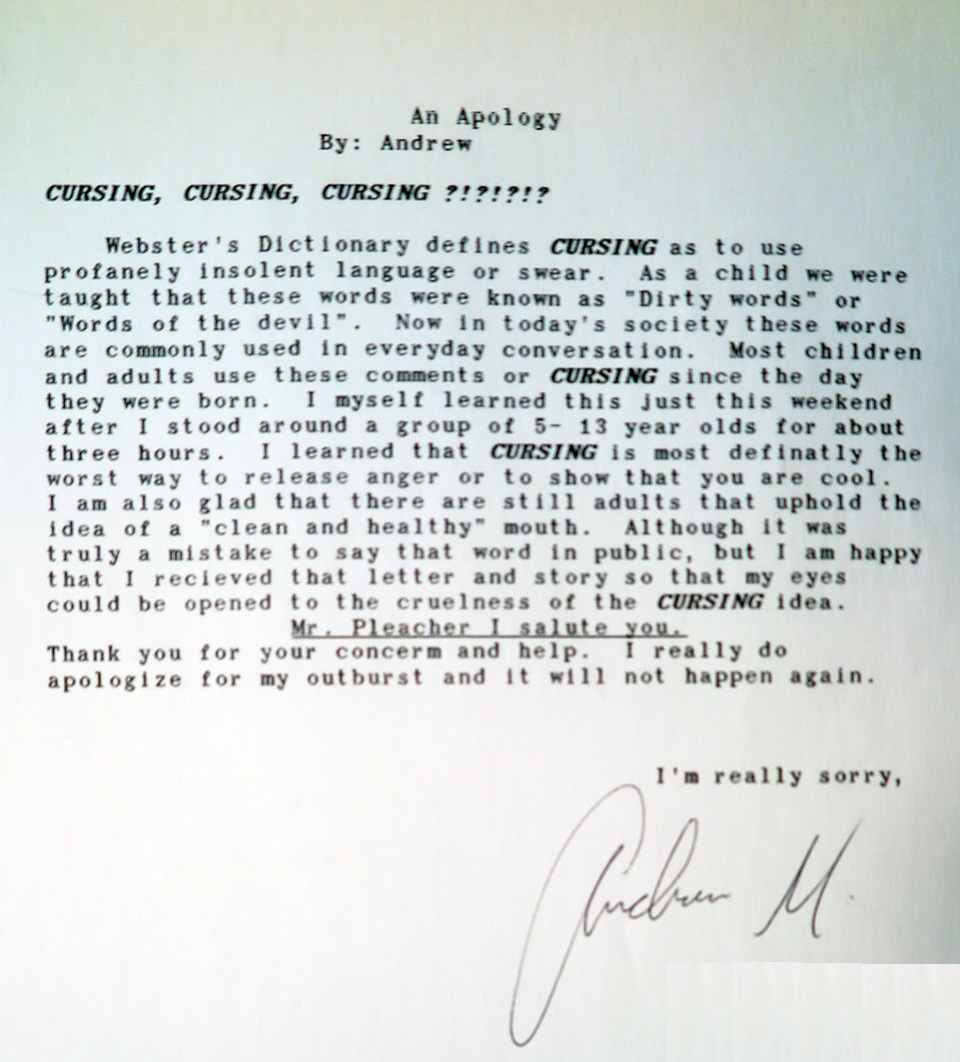 An Apology
By: Andrew
CURSING, CURSING, CURSING ?!?!?!?
Webster's Dictionary defines CURSING as to use
profanely insolent language or swear. As a child we were
taught that these words were known as "Dirty words" or
"Words of the devil". Now in today's society these words
are commonly used in everyday conversation. Most children
and adults use these comments or CURSING since the day
they were born. I myself learned this just this weekend
after I stood around a group of 5- 13 year olds for about
three hours. I learned that CURSING is most definatly the
worst way to release anger or to show that you are cool.
I am also glad that there are still adults that uphold the
idea of a "clean and healthy" mouth. Although it was
truly a mistake to say that word in public, but I am happy
that I recieved that letter and story so that my eyes
could be opened to the cruelness of the CURSING idea.
Mr. Pleacher I salute you.
Thank you for your concerm and help. I really do
apologize for my outburst and it will not happen again.
I'm really sorry,
Andrew M.